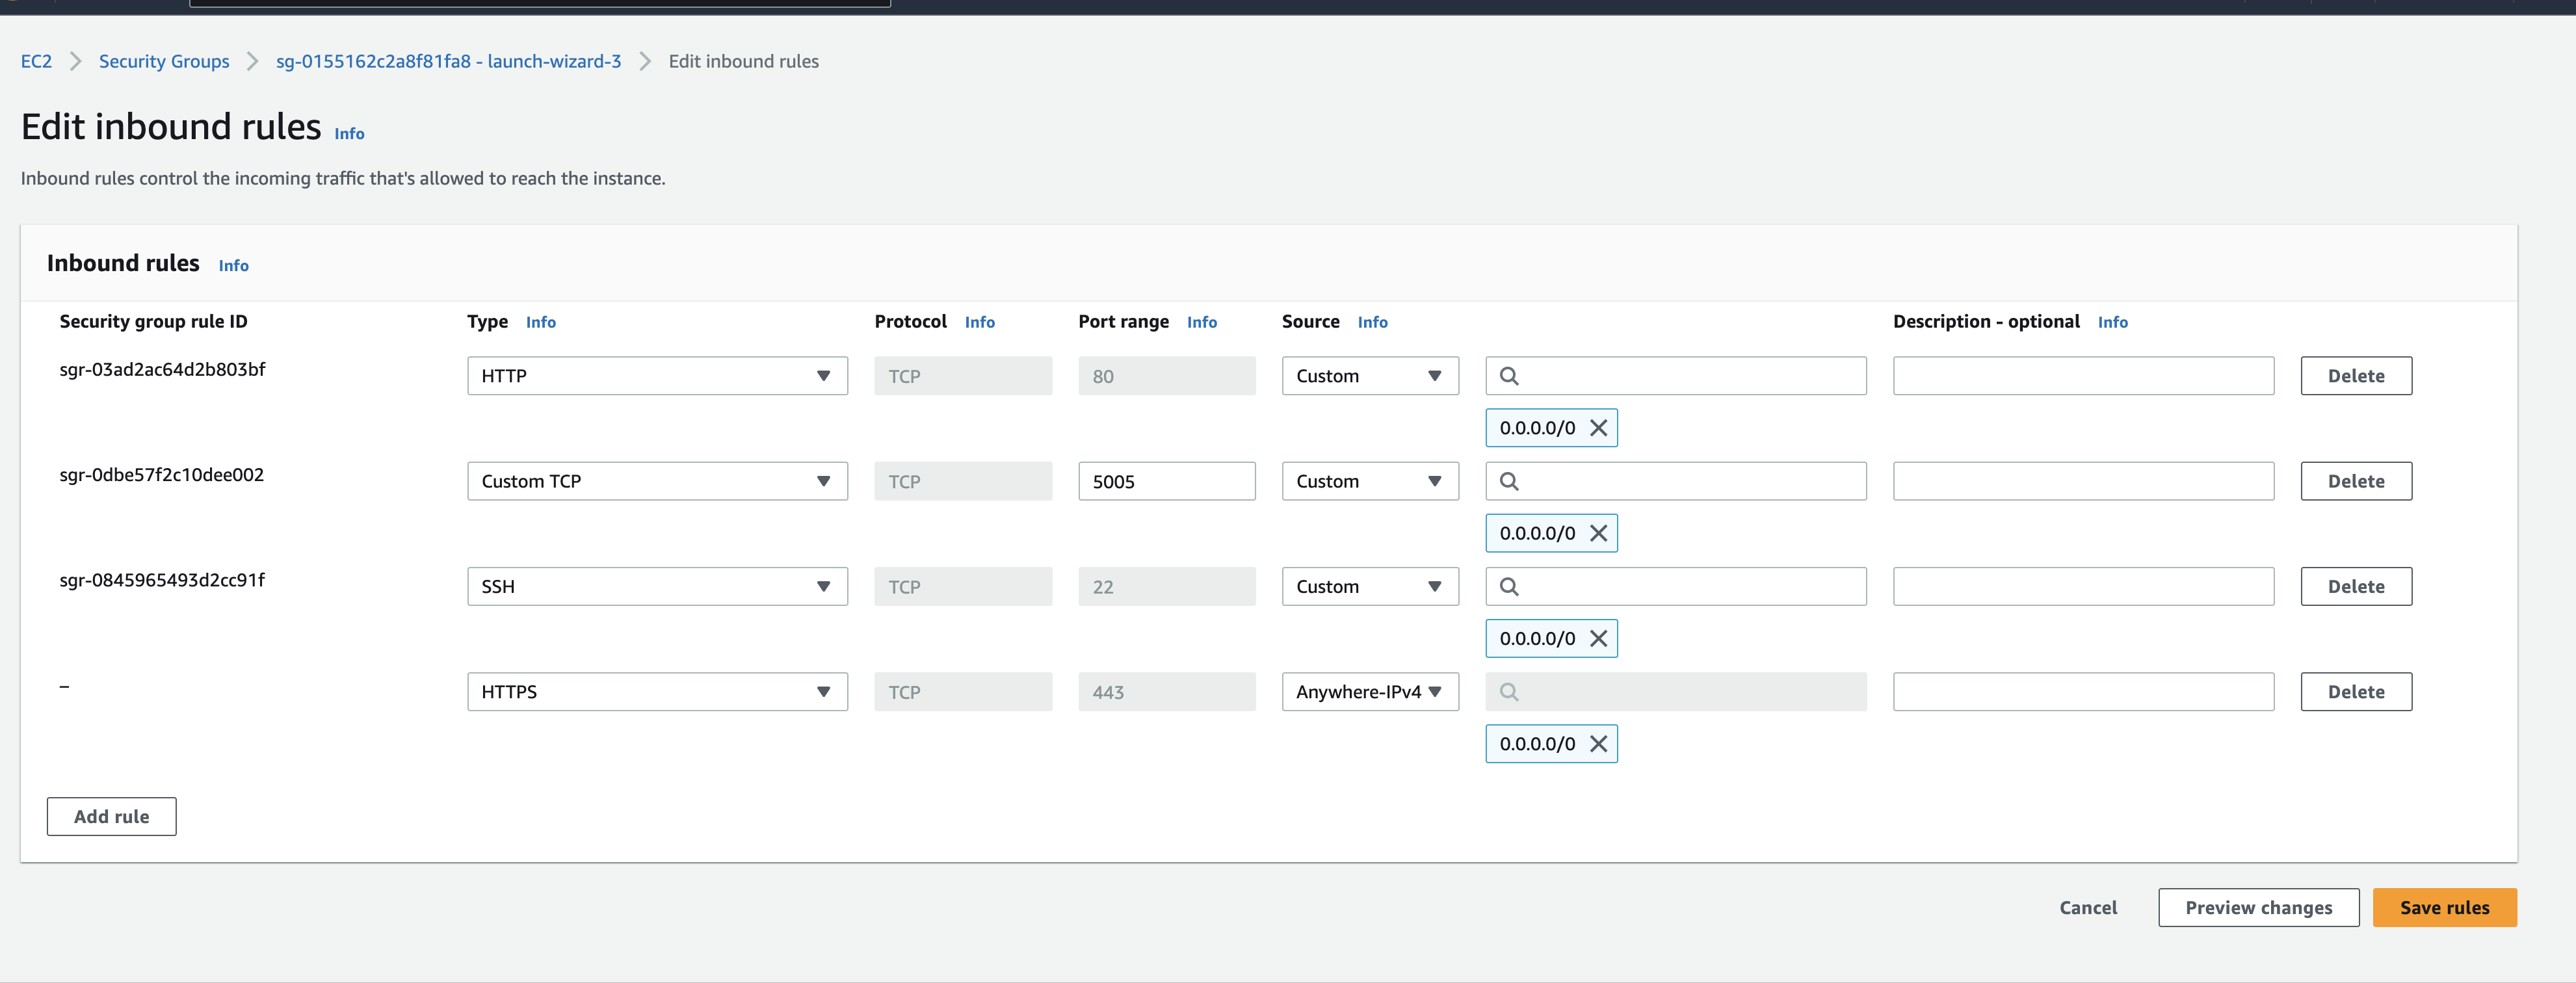 EC2 > Security Groups > sg-0155162c2a8f81fa8 - launch-wizard-3 > Edit inbound rules
Edit inbound rules Info
Inbound rules control the incoming traffic that's allowed to reach the instance.
Inbound rules Info
Security group rule ID Type Info Protocol Info Port range Info Source Info Description - optional Info
sgr-03ad2ac64d2b803bf HTTP TCP 80 Custom Delete
0.0.0.0/0
sgr-0dbe57f2c10dee002 Custom TCP TCP 5005 Custom Delete
0.0.0.0/0
sgr-0845965493d2cc91f SSH TCP 22 Custom Delete
0.0.0.0/0
– HTTPS TCP 443 Anywhere-IPv4 Delete
0.0.0.0/0
Add rule
Cancel Preview changes Save rules